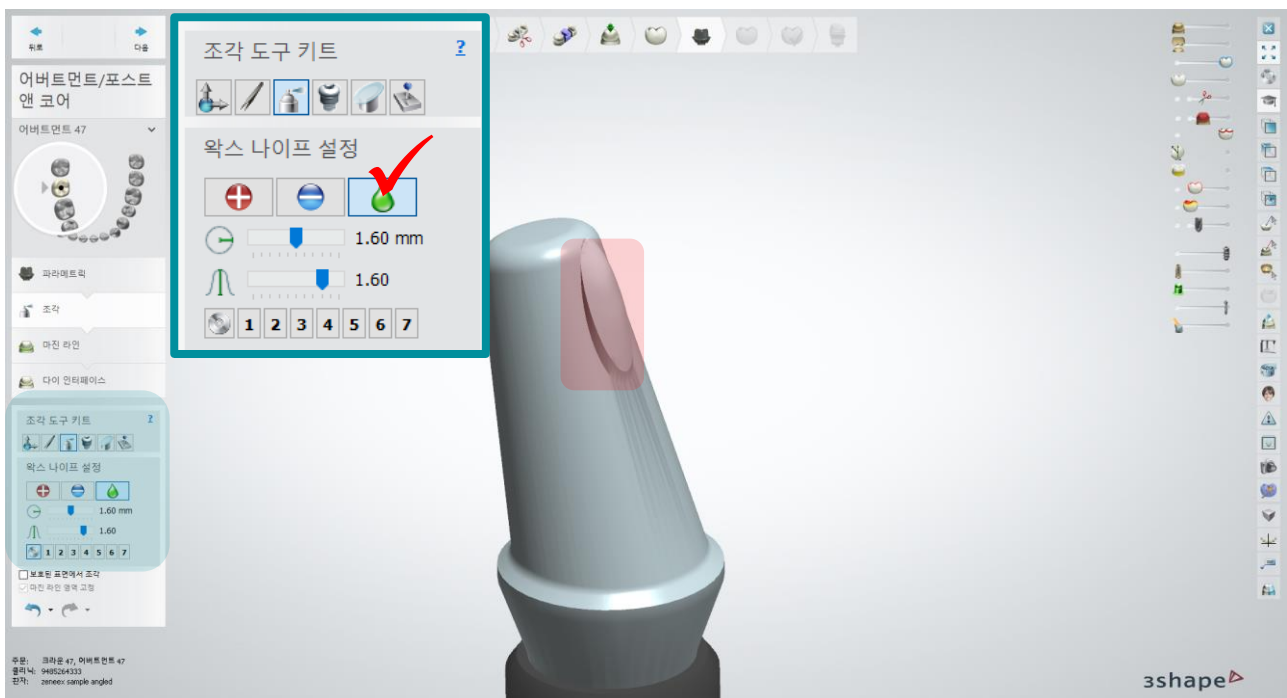 뒤로
다음
어버트먼트/포스트
앤 코어
어버트먼트 47
파라메트릭
조각
마진 라인
다이 인터페이스
조각 도구 키트 ?
왁스 나이프 설정
1.60 mm
1.60
1 2 3 4 5 6 7
보호된 표면에서 조각
마진 라인 영역 고정
주문: 크라운 47, 어버트먼트 47
클리닉: 9485264333
환자: zeneex sample angled
조각 도구 키트 ?
왁스 나이프 설정
1.60 mm
1.60
1 2 3 4 5 6 7
3shape